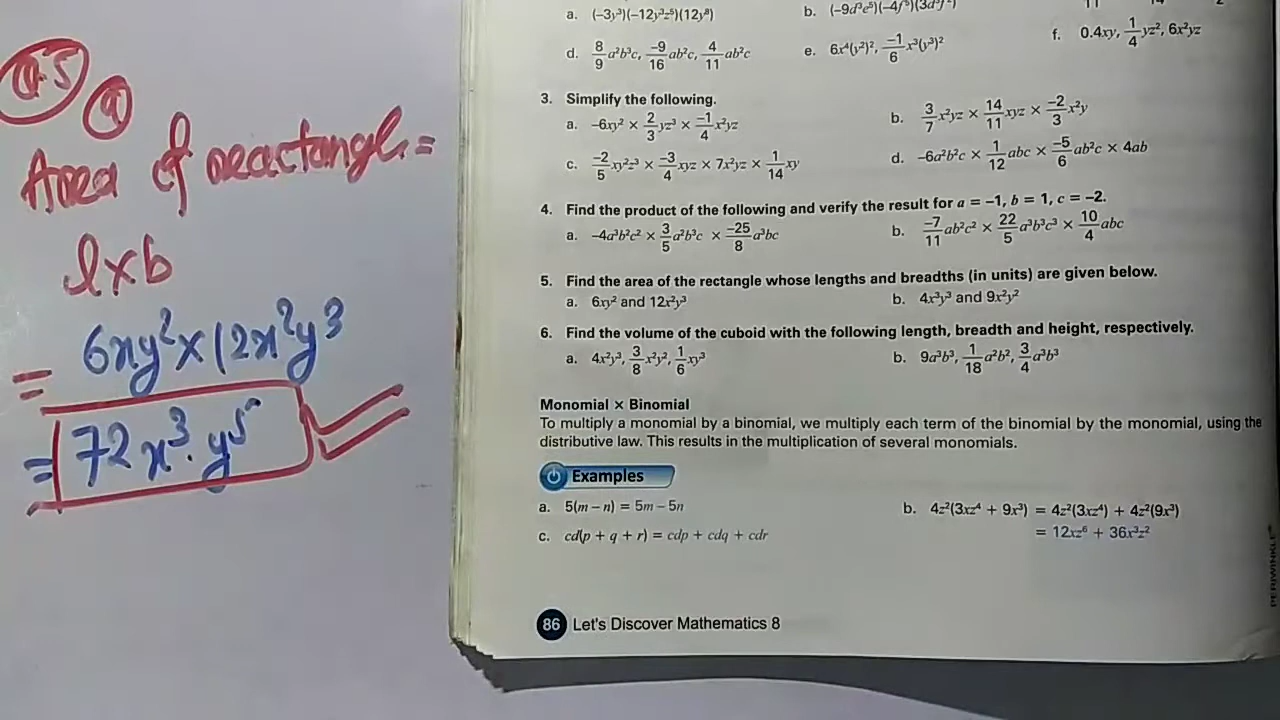 Q.5
a
Area of reactangle =
l×b
= 6xy²×12x²y³
= 72x³.y⁵
a. (−3y³)(−12y³z⁵)(12y⁸)
d. 8/9 a²b³c, −9/16 ab²c, 4/11 ab²c
e. 6x⁴(y²)², −1/6 x³(y³)²
f. 0.4xy, 1/4 yz², 6x²yz
3. Simplify the following.
a. −6xy² × 2/3 yz³ × −1/4 x²yz
b. 3/7 x²yz × 14/11 xyz × −2/3 x²y
c. −2/5 xy²z³ × −3/4 xyz × 7x²yz × 1/14 xy
d. −6a²b²c × 1/12 abc × −5/6 ab²c × 4ab
4. Find the product of the following and verify the result for a = −1, b = 1, c = −2.
a. −4a³b²c² × 3/5 a²b³c × −25/8 a³bc
b. −7/11 ab²c² × 22/5 a³b³c³ × 10/4 abc
5. Find the area of the rectangle whose lengths and breadths (in units) are given below.
a. 6xy² and 12x²y³
b. 4x³y³ and 9x²y²
6. Find the volume of the cuboid with the following length, breadth and height, respectively.
a. 4x²y³, 3/8 x²y², 1/6 xy³
b. 9a³b³, 1/18 a²b², 3/4 a³b³
Monomial × Binomial
To multiply a monomial by a binomial, we multiply each term of the binomial by the monomial, using the
distributive law. This results in the multiplication of several monomials.
Examples
a. 5(m − n) = 5m − 5n
b. 4z²(3xz⁴ + 9x³) = 4z²(3xz⁴) + 4z²(9x³)
= 12xz⁶ + 36x³z²
c. cd(p + q + r) = cdp + cdq + cdr
86 Let's Discover Mathematics 8
PERIWINKLE